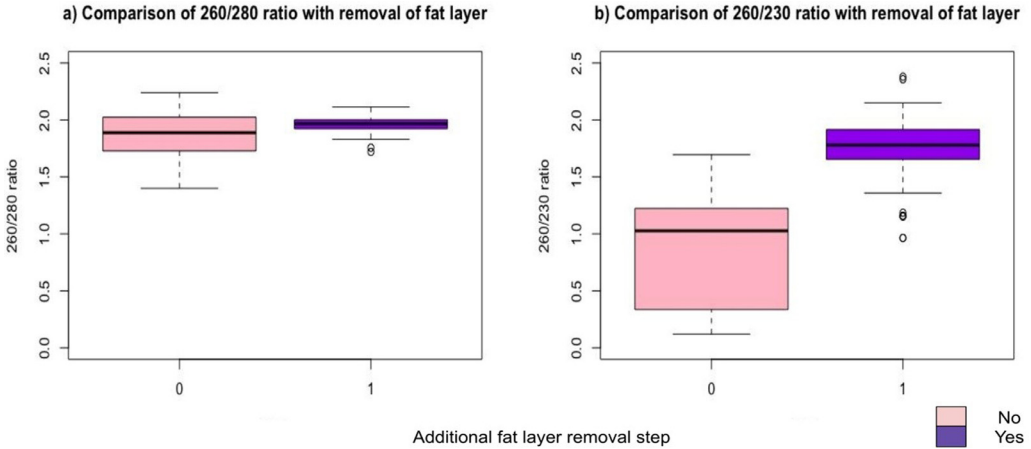 a) Comparison of 260/280 ratio with removal of fat layer
260/280 ratio
2.5
2.0
1.5
1.0
0.5
0.0
0 1
b) Comparison of 260/230 ratio with removal of fat layer
260/230 ratio
2.5
2.0
1.5
1.0
0.5
0.0
0 1
Additional fat layer removal step
No
Yes